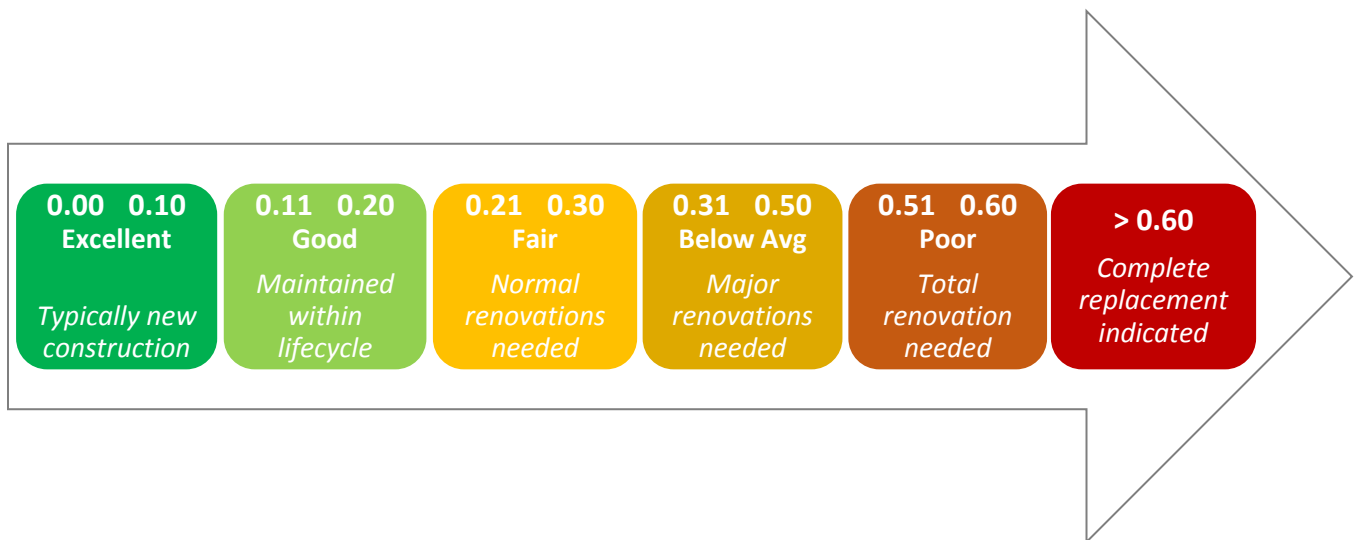 0.00 0.10
Excellent
Typically new
construction
0.11 0.20
Good
Maintained
within
lifecycle
0.21 0.30
Fair
Normal
renovations
needed
0.31 0.50
Below Avg
Major
renovations
needed
0.51 0.60
Poor
Total
renovation
needed
> 0.60
Complete
replacement
indicated